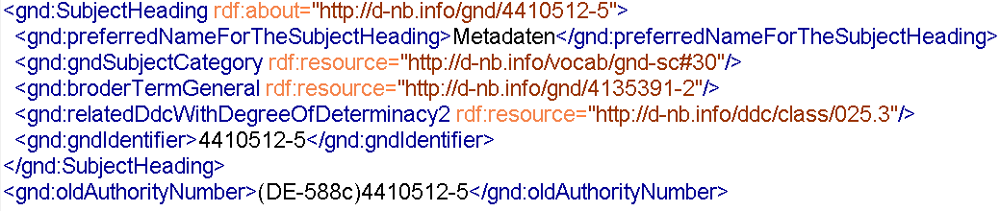 <gnd:SubjectHeading rdf:about="http://d-nb.info/gnd/4410512-5">
<gnd:preferredNameForTheSubjectHeading>Metadaten</gnd:preferredNameForTheSubjectHeading>
<gnd:gndSubjectCategory rdf:resource="http://d-nb.info/vocab/gnd-sc#30"/>
<gnd:broderTermGeneral rdf:resource="http://d-nb.info/gnd/4135391-2"/>
<gnd:relatedDdcWithDegreeOfDeterminacy2 rdf:resource="http://d-nb.info/ddc/class/025.3"/>
<gnd:gndIdentifier>4410512-5</gnd:gndIdentifier>
</gnd:SubjectHeading>
<gnd:oldAuthorityNumber>(DE-588c)4410512-5</gnd:oldAuthorityNumber>